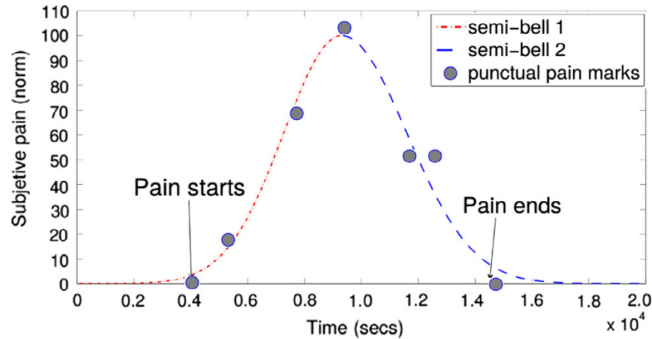 110
100
90
80
70
60
50
40
30
20
10
0
Subjetive pain (norm)
semi-bell 1
semi-bell 2
punctual pain marks
Pain starts
Pain ends
0 0.2 0.4 0.6 0.8 1.0 1.2 1.4 1.6 1.8 2.0
Time (secs)
x 10⁴